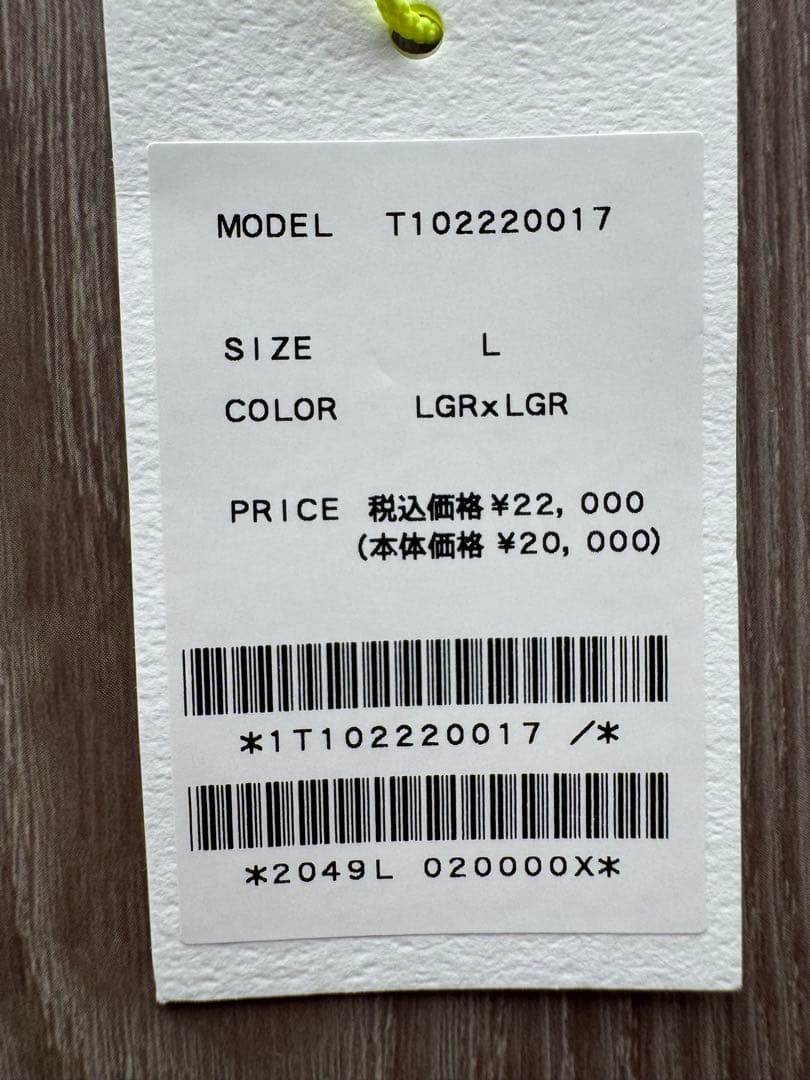 MODEL T102220017
SIZE L
COLOR LGRxLGR
PRICE 税込価格 ¥22,000
(本体価格 ¥20,000)
*1T102220017 /*
*2049L 020000X*